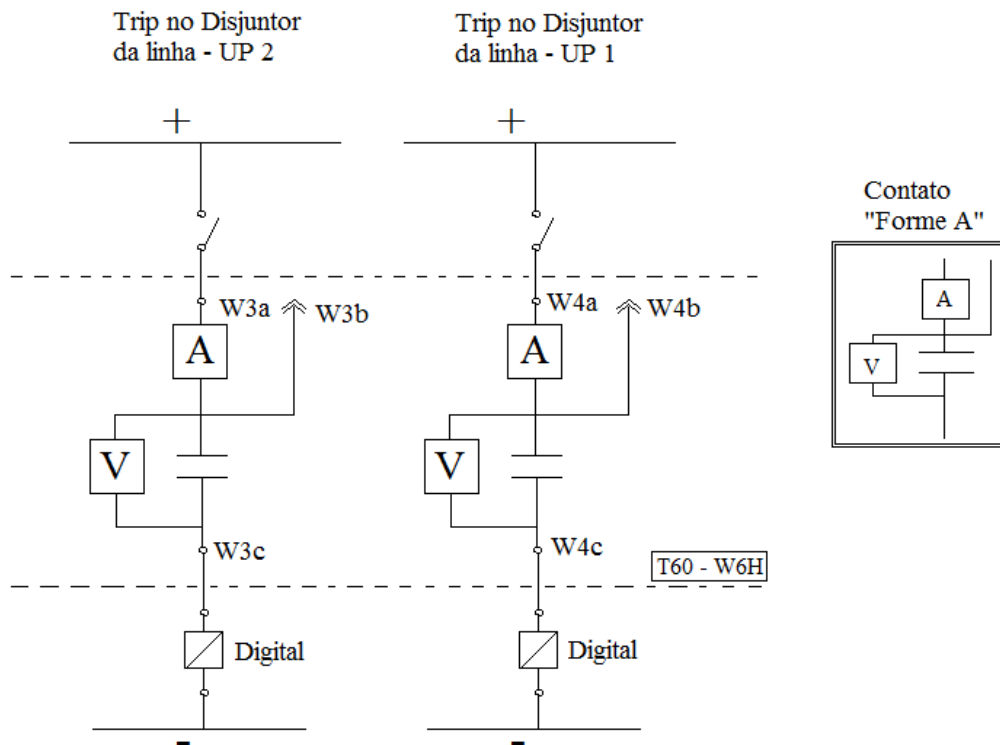 Trip no Disjuntor
da linha - UP 2
Trip no Disjuntor
da linha - UP 1
+
+
Contato
"Forme A"
W3a
W3b
W4a
W4b
A
A
A
V
V
V
W3c
W4c
T60 - W6H
Digital
Digital
-
-